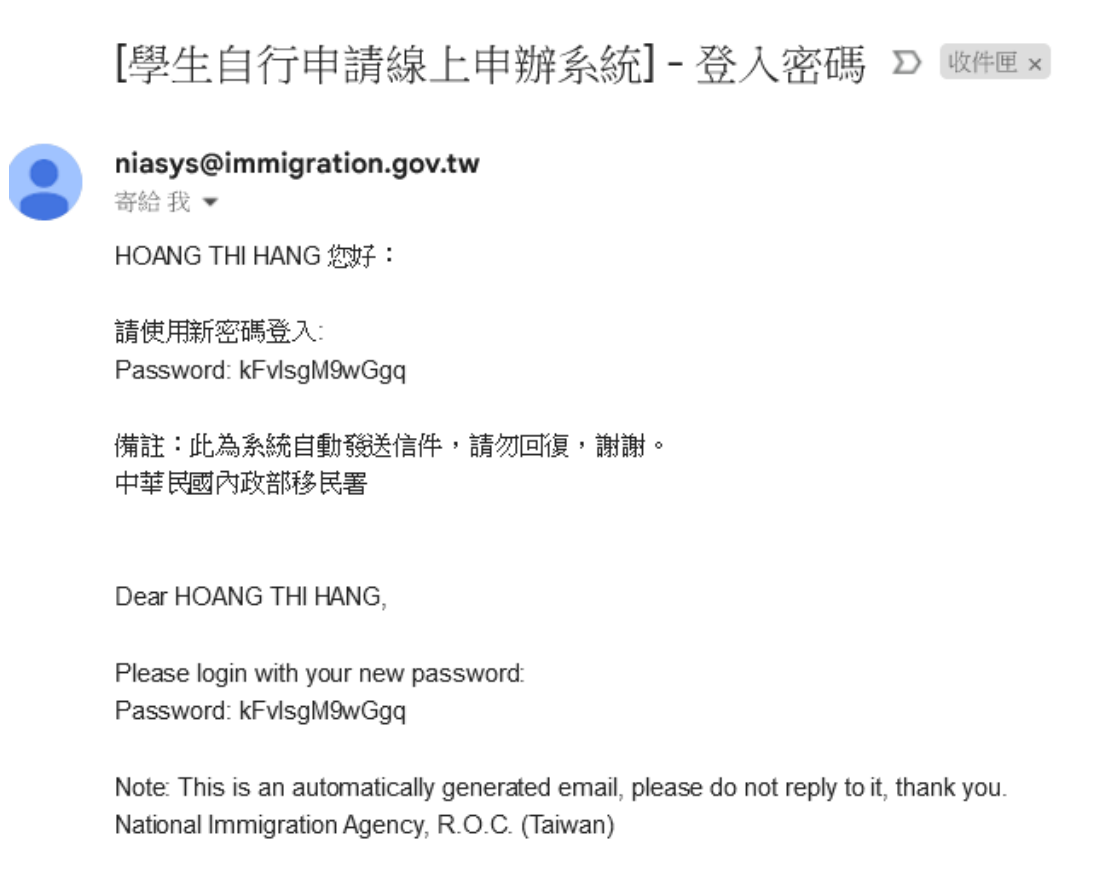 [學生自行申請線上申辦系統] - 登入密碼 收件匣 ×
niasys@immigration.gov.tw
寄給 我
HOANG THI HANG 您好：
請使用新密碼登入:
Password: kFvlsgM9wGgq
備註：此為系統自動發送信件，請勿回復，謝謝。
中華民國內政部移民署
Dear HOANG THI HANG,
Please login with your new password:
Password: kFvlsgM9wGgq
Note: This is an automatically generated email, please do not reply to it, thank you.
National Immigration Agency, R.O.C. (Taiwan)